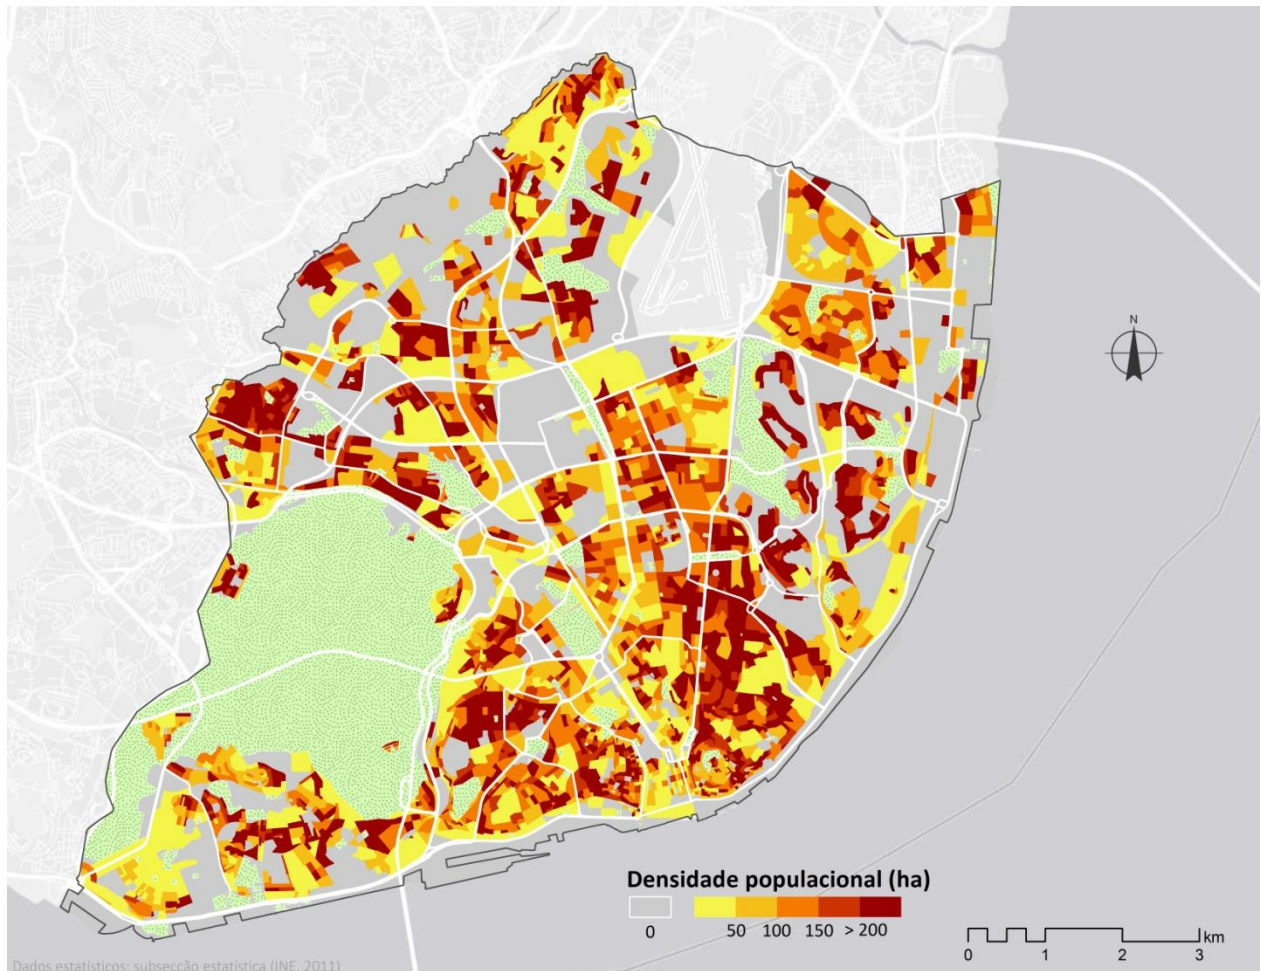 N
Densidade populacional (ha)
0 50 100 150 > 200
km
0 1 2 3
Dados estatísticos: subsecção estatística (INE, 2011)